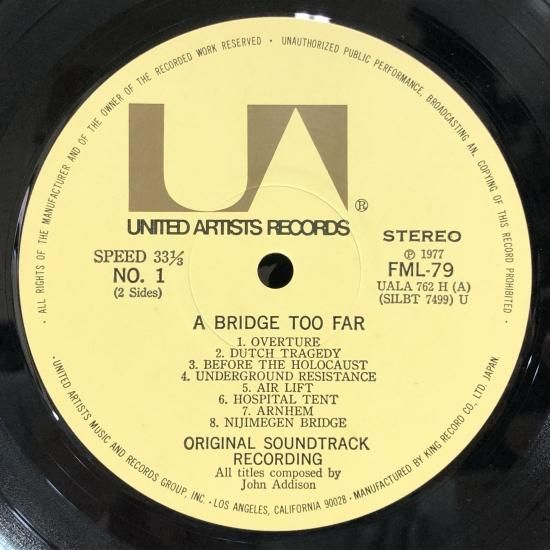 · ALL RIGHTS OF THE MANUFACTURER AND OF THE OWNER OF THE RECORDED WORK RESERVED · UNAUTHORIZED PUBLIC PERFORMANCE, BROADCASTING AND COPYING OF THIS RECORD PROHIBITED ·
UA ®
UNITED ARTISTS RECORDS
SPEED 33⅓
NO. 1
(2 Sides)
STEREO
Ⓟ 1977
FML-79
UALA 762 H (A)
(SILBT 7499) U
A BRIDGE TOO FAR
1. OVERTURE
2. DUTCH TRAGEDY
3. BEFORE THE HOLOCAUST
4. UNDERGROUND RESISTANCE
5. AIR LIFT
6. HOSPITAL TENT
7. ARNHEM
8. NIJIMEGEN BRIDGE
ORIGINAL SOUNDTRACK
RECORDING
All titles composed by
John Addison
· UNITED ARTISTS MUSIC AND RECORDS GROUP, INC. · LOS ANGELES, CALIFORNIA 90028 · MANUFACTURED BY KING RECORD CO., LTD. JAPAN.